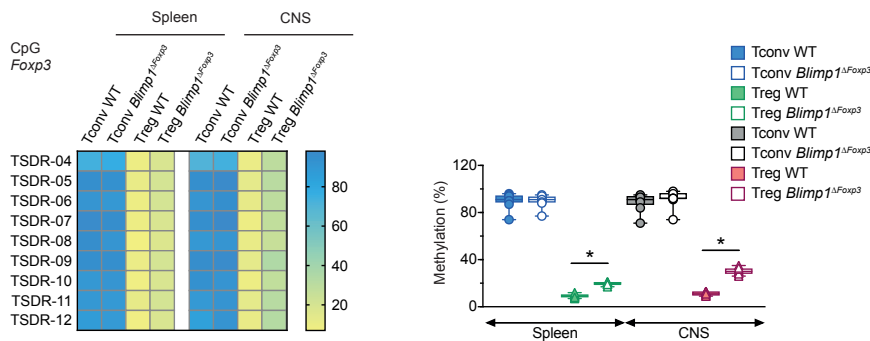 Spleen
CNS
CpG
Foxp3
Tconv WT
Tconv Blimp1ΔFoxp3
Treg WT
Treg Blimp1ΔFoxp3
Tconv WT
Tconv Blimp1ΔFoxp3
Treg WT
Treg Blimp1ΔFoxp3
TSDR-04
TSDR-05
TSDR-06
TSDR-07
TSDR-08
TSDR-09
TSDR-10
TSDR-11
TSDR-12
80
60
40
20
Tconv WT
Tconv Blimp1ΔFoxp3
Treg WT
Treg Blimp1ΔFoxp3
Tconv WT
Tconv Blimp1ΔFoxp3
Treg WT
Treg Blimp1ΔFoxp3
Methylation (%)
120
80
40
0
*
*
Spleen
CNS